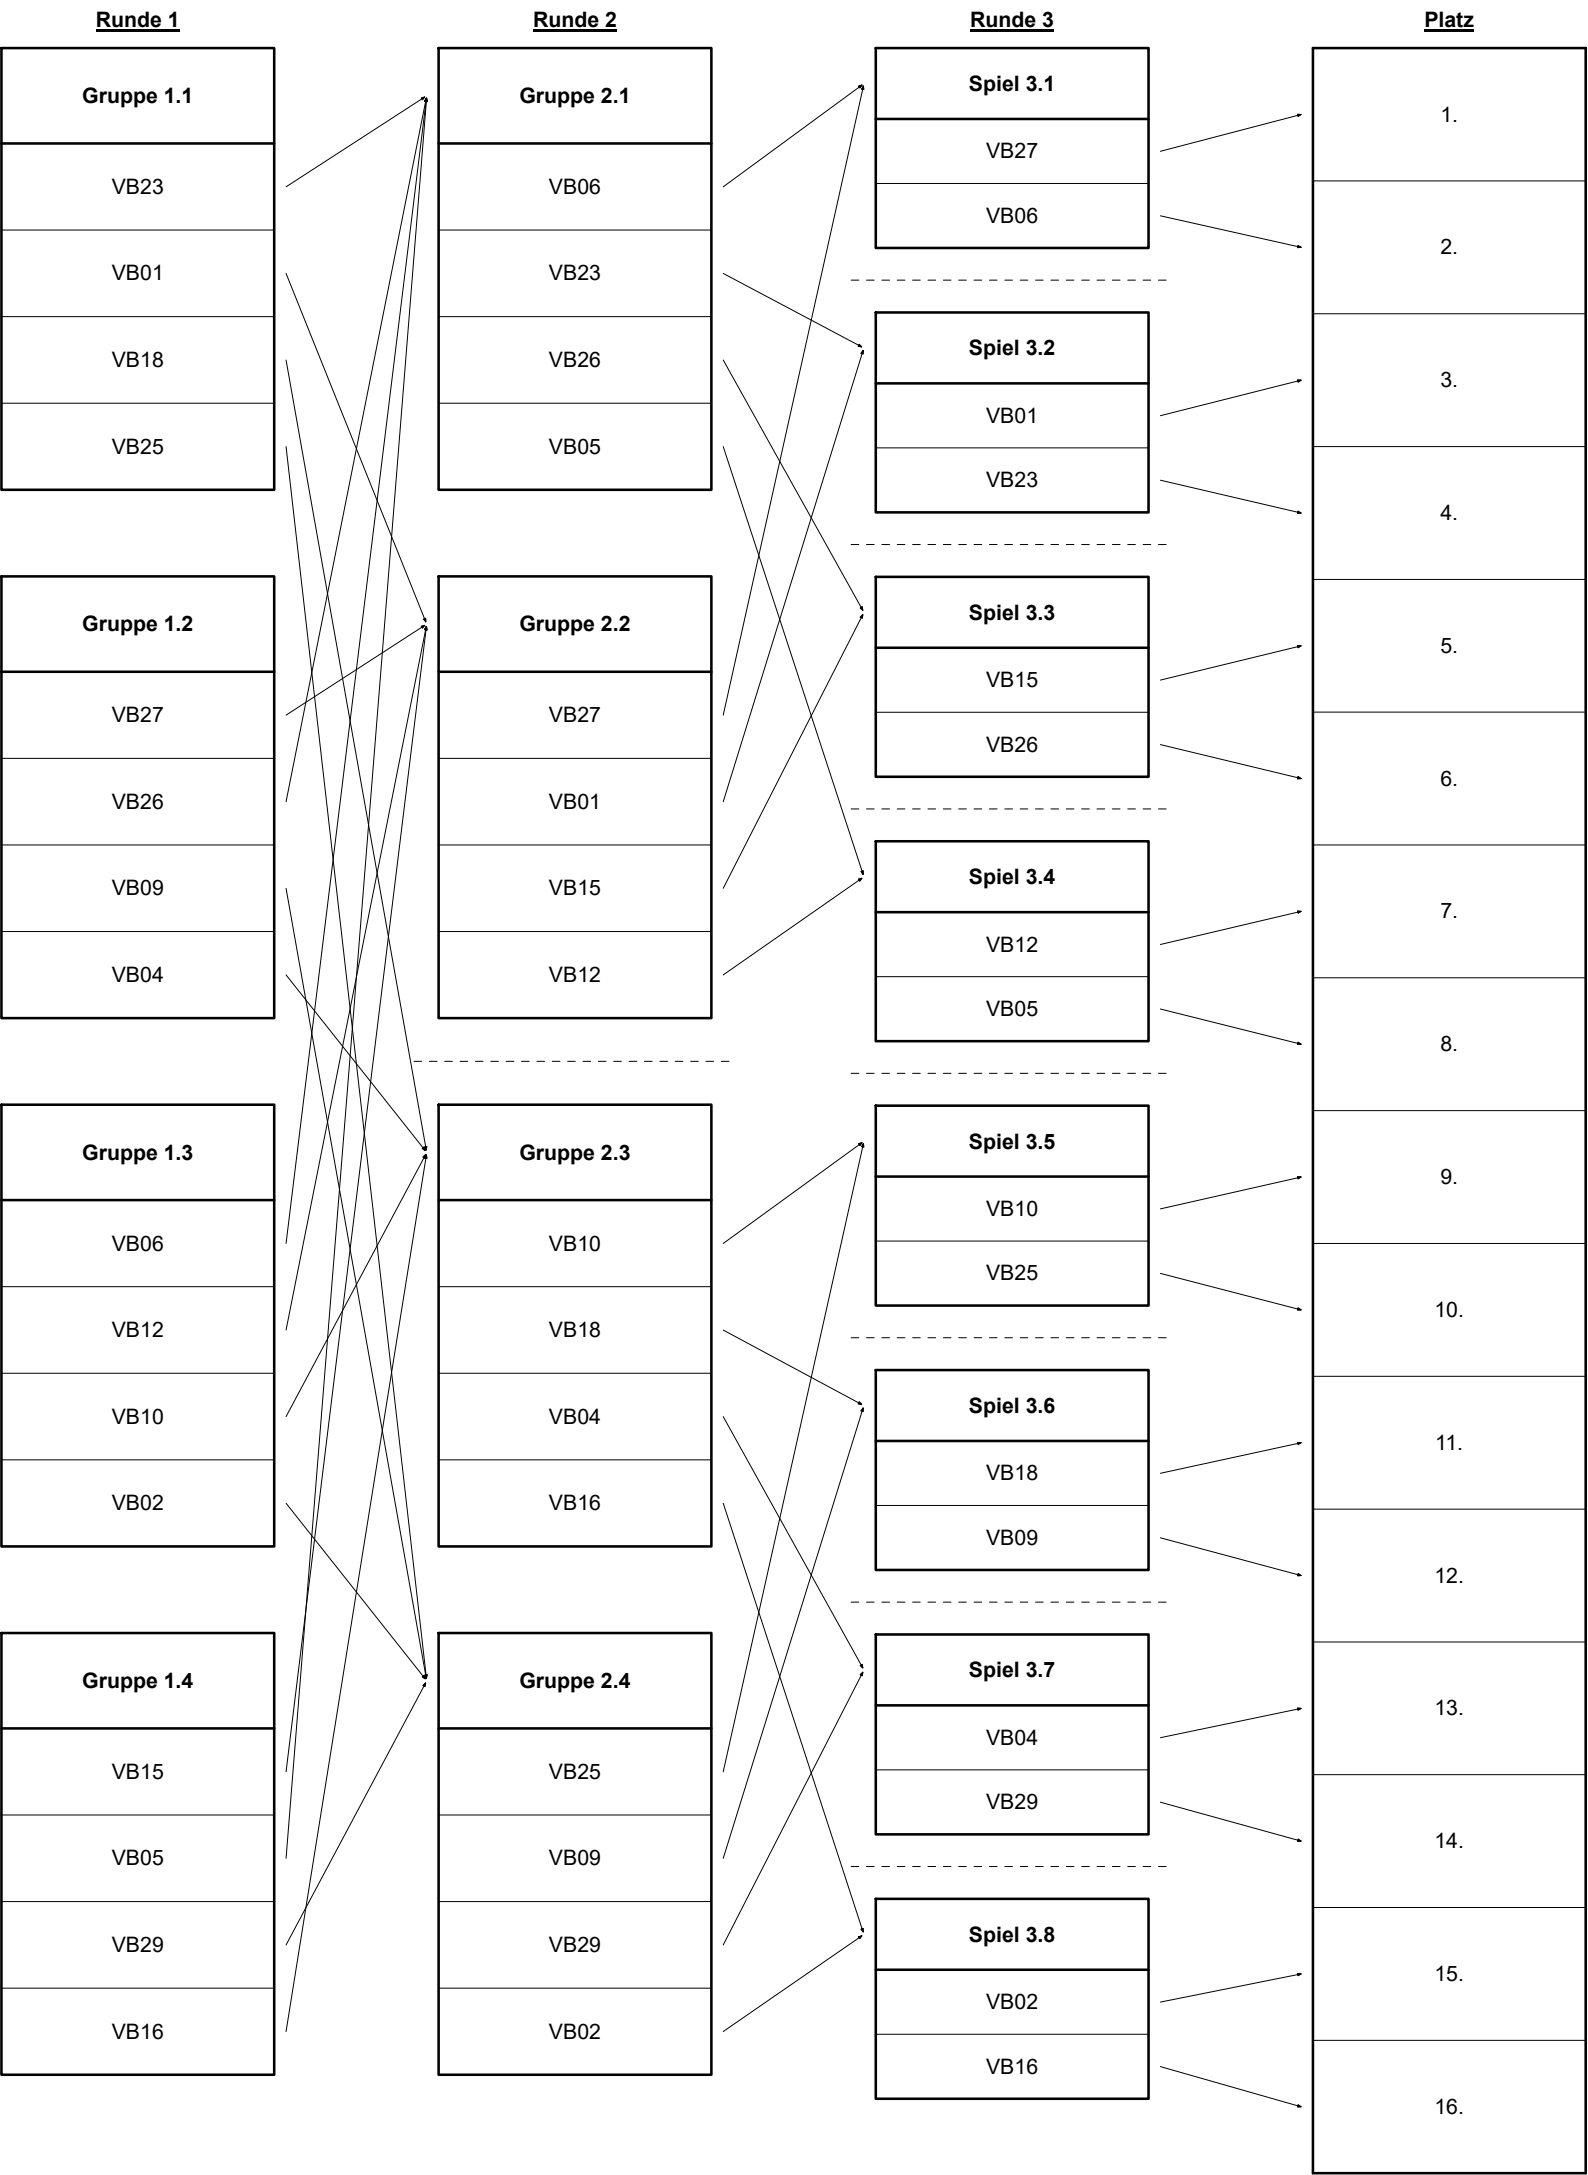 Runde 1
Runde 2
Runde 3
Platz
Gruppe 1.1
VB23
VB01
VB18
VB25
Gruppe 1.2
VB27
VB26
VB09
VB04
Gruppe 1.3
VB06
VB12
VB10
VB02
Gruppe 1.4
VB15
VB05
VB29
VB16
Gruppe 2.1
VB06
VB23
VB26
VB05
Gruppe 2.2
VB27
VB01
VB15
VB12
Gruppe 2.3
VB10
VB18
VB04
VB16
Gruppe 2.4
VB25
VB09
VB29
VB02
Spiel 3.1
VB27
VB06
Spiel 3.2
VB01
VB23
Spiel 3.3
VB15
VB26
Spiel 3.4
VB12
VB05
Spiel 3.5
VB10
VB25
Spiel 3.6
VB18
VB09
Spiel 3.7
VB04
VB29
Spiel 3.8
VB02
VB16
1.
2.
3.
4.
5.
6.
7.
8.
9.
10.
11.
12.
13.
14.
15.
16.